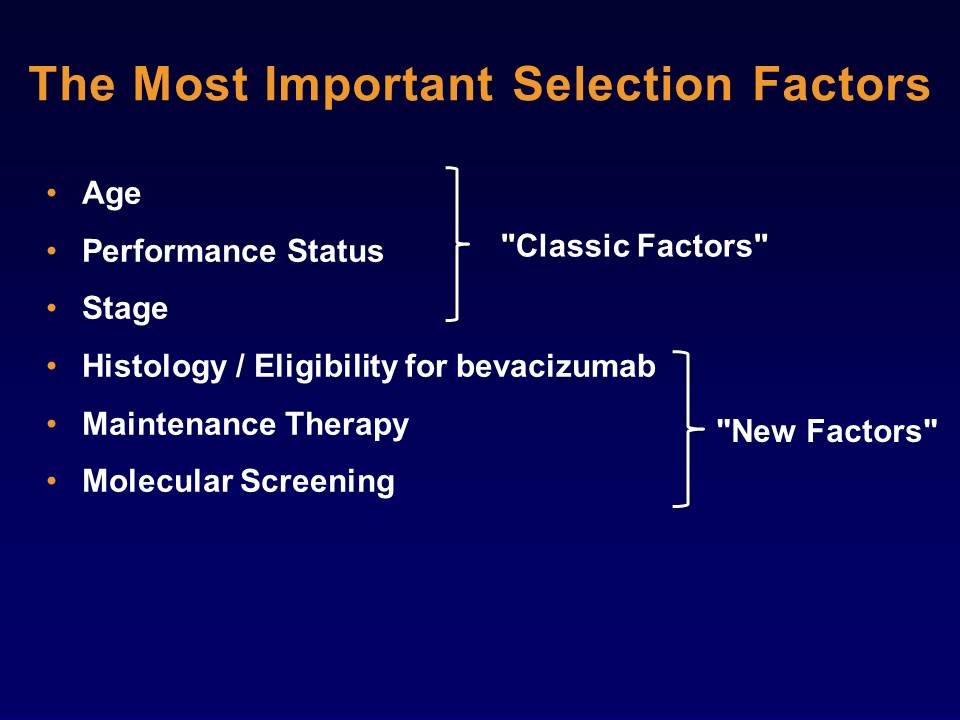 The Most Important Selection Factors
• Age
• Performance Status
• Stage
"Classic Factors"
• Histology / Eligibility for bevacizumab
• Maintenance Therapy
• Molecular Screening
"New Factors"